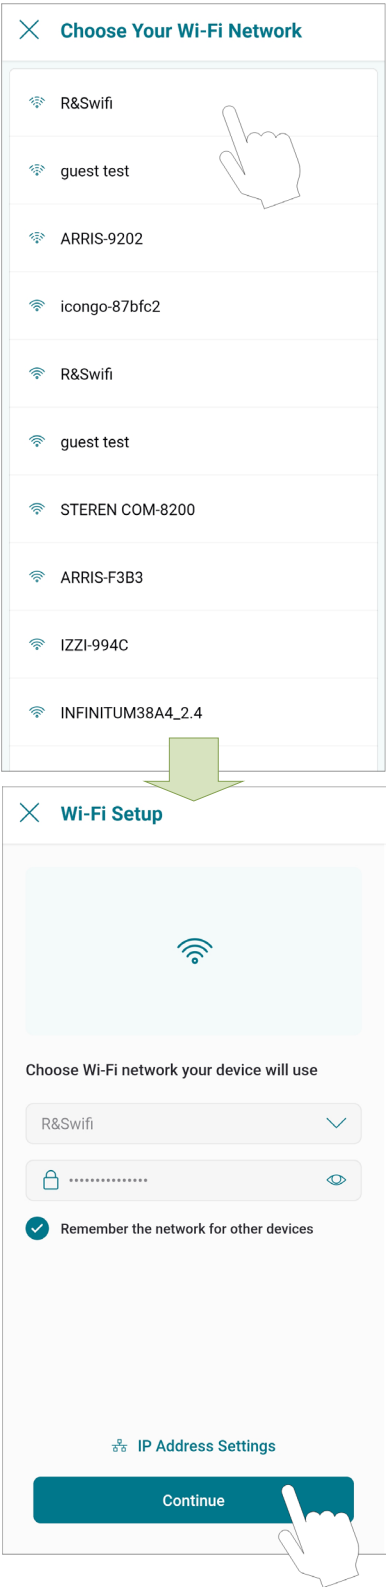 Choose Your Wi-Fi Network
R&Swifi
guest test
ARRIS-9202
icongo-87bfc2
R&Swifi
guest test
STEREN COM-8200
ARRIS-F3B3
IZZI-994C
INFINITUM38A4_2.4
Wi-Fi Setup
Choose Wi-Fi network your device will use
R&Swifi
•••••••••••••••
Remember the network for other devices
IP Address Settings
Continue